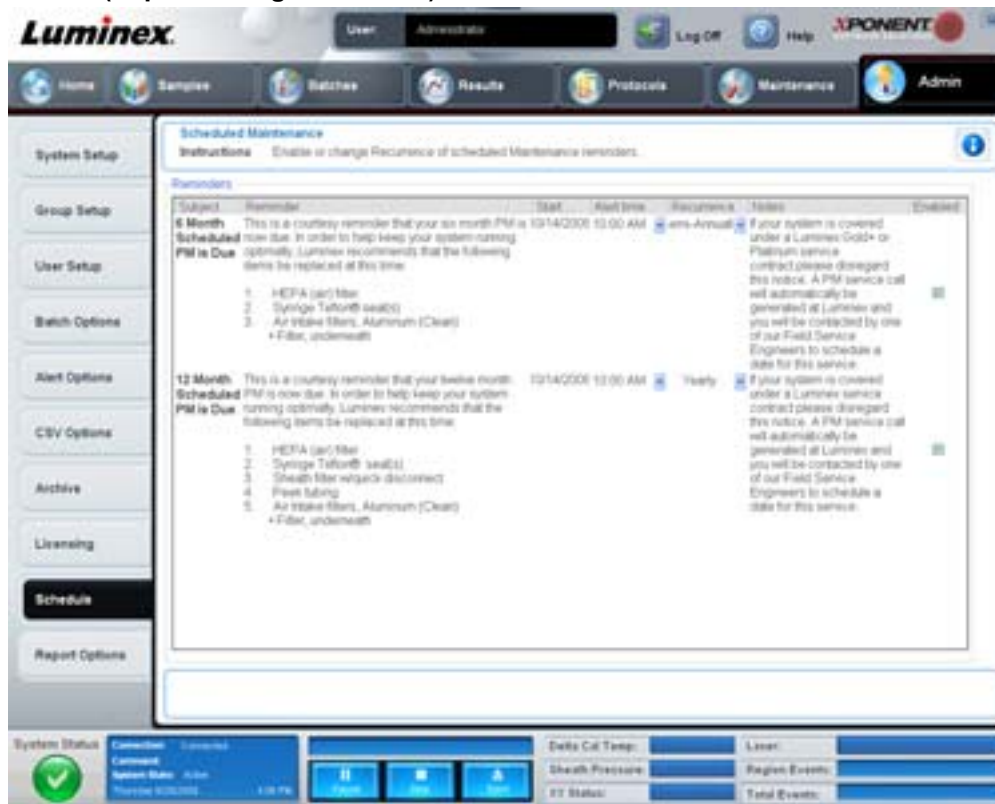 Luminex
User: Administrator
Log Off
Help
XPONENT
Home
Samples
Batches
Results
Protocols
Maintenance
Admin
System Setup
Group Setup
User Setup
Batch Options
Alert Options
CSV Options
Archive
Licensing
Schedule
Report Options
Scheduled Maintenance
Instructions Enable or change Recurrence of scheduled Maintenance reminders.
Reminders
Subject Reminder Start Alert time Recurrence Notes Enabled
6 Month Scheduled PM is Due
This is a courtesy reminder that your six month PM is
now due. In order to help keep your system running
optimally, Luminex recommends that the following
items be replaced at this time:
1. HEPA (air) filter
2. Syringe Teflon® seal(s)
3. Air Intake filters, Aluminum (Clean)
• Filter, underneath
10:00 AM
emi-Annual
If your system is covered
under a Luminex Gold+ or
Platinum service
contract please disregard
this notice. A PM service call
will automatically be
generated at Luminex and
you will be contacted by one
of our Field Service
Engineers to schedule a
date for this service.
12 Month Scheduled PM is Due
This is a courtesy reminder that your twelve month
PM is now due. In order to help keep your system
running optimally, Luminex recommends that the
following items be replaced at this time:
1. HEPA (air) filter
2. Syringe Teflon® seal(s)
3. Sheath filter w/quick disconnect
4. Peek tubing
5. Air Intake filters, Aluminum (Clean)
• Filter, underneath
10:00 AM
Yearly
If your system is covered
under a Luminex service
contract please disregard
this notice. A PM service call
will automatically be
generated at Luminex and
you will be contacted by one
of our Field Service
Engineers to schedule a
date for this service.
System Status
Connection: Connected
Command:
System State: Active
Delta Cal Temp:
Sheath Pressure:
XY Status:
Laser:
Region Events:
Total Events: